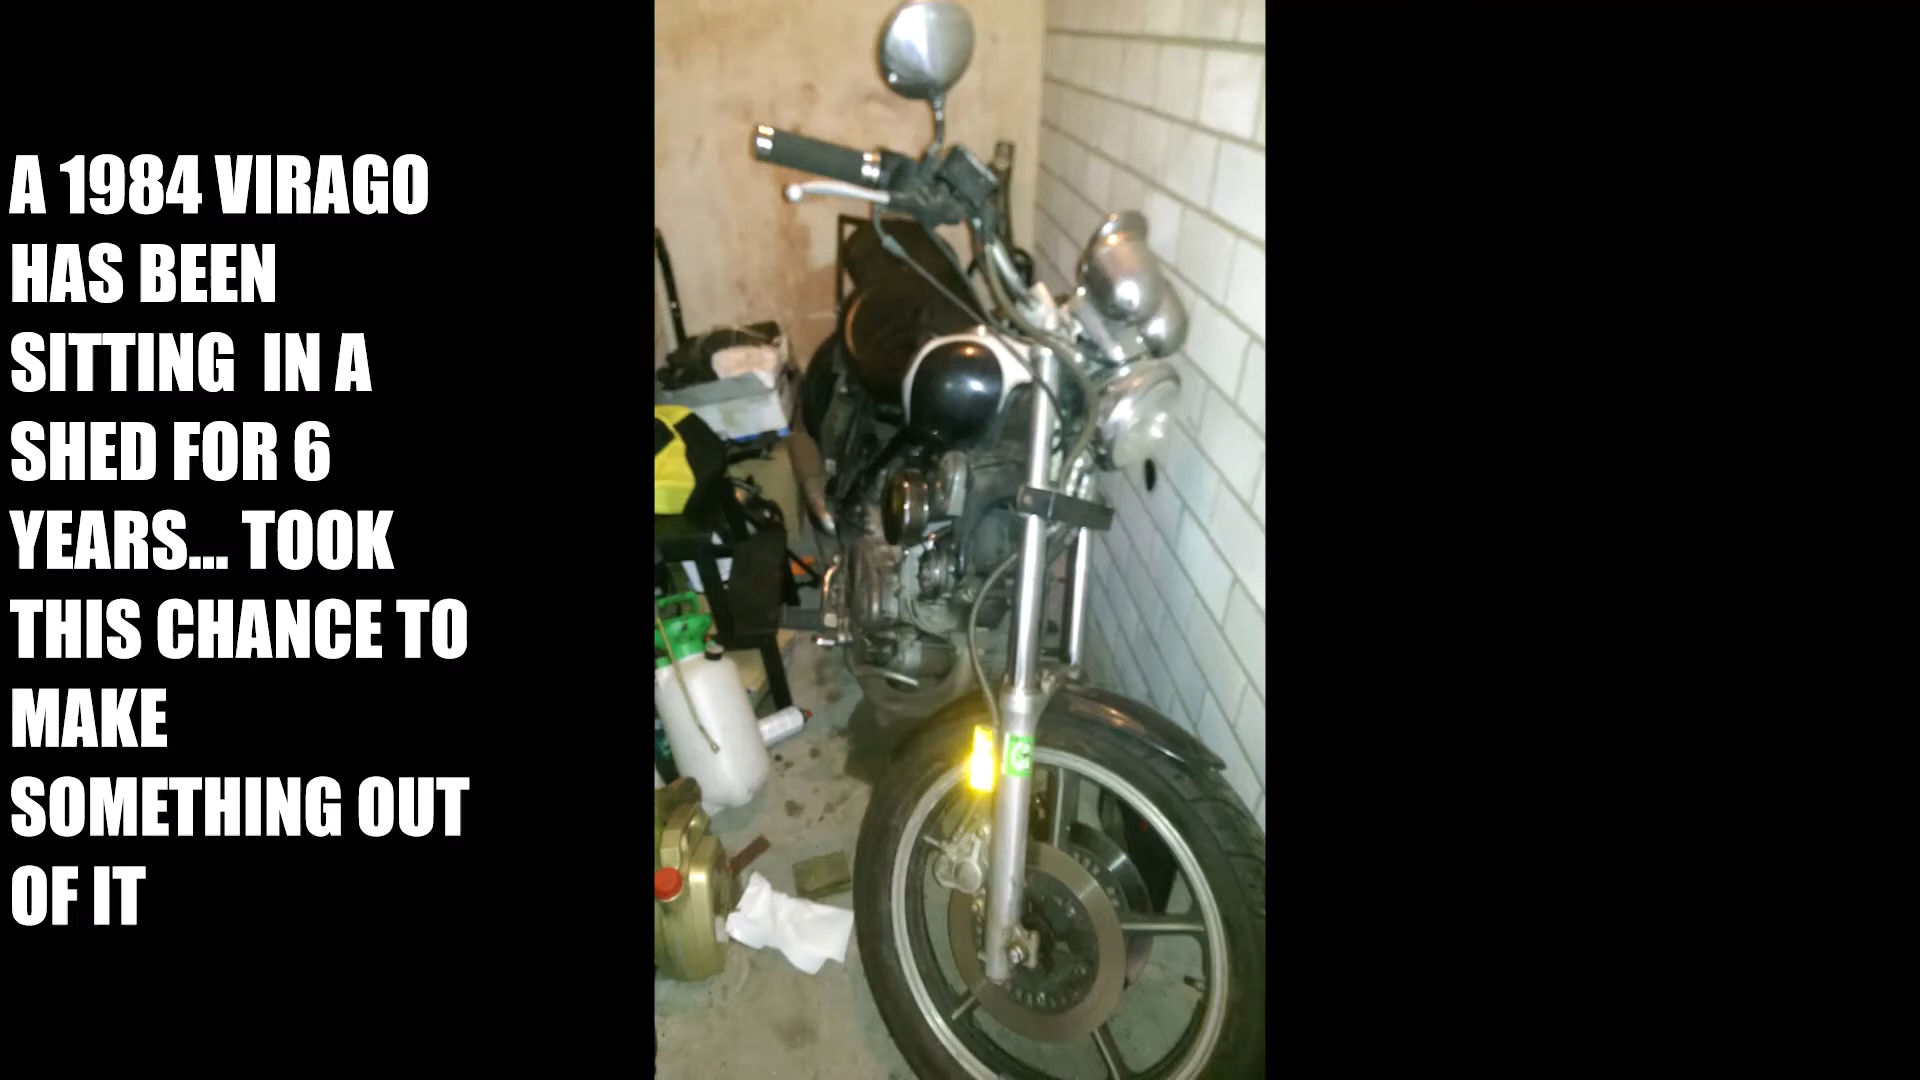 A 1984 VIRAGO
HAS BEEN
SITTING  IN A
SHED FOR 6
YEARS... TOOK
THIS CHANCE TO
MAKE
SOMETHING OUT
OF IT